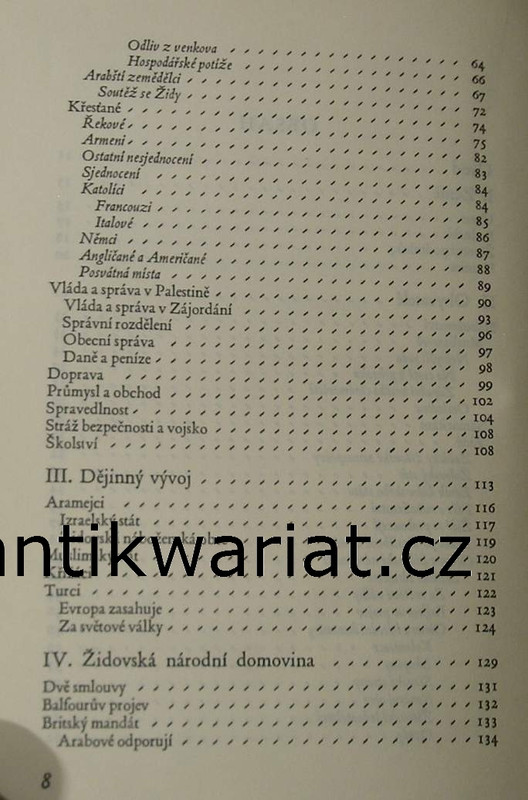 Odliv z venkova 64
Hospodářské potíže 66
Arabští zemědělci 67
Soutěž se Židy 72
Křesťané 74
Řekové 75
Armeni 82
Ostatní nesjednocení 83
Sjednocení 84
Katolíci 84
Francouzi 85
Italové 86
Němci 87
Angličané a Američané 88
Posvátná místa 89
Vláda a správa v Palestině 90
Vláda a správa v Zájordání 93
Správní rozdělení 96
Obecní správa 97
Daně a peníze 98
Doprava 99
Průmysl a obchod 102
Spravedlnost 104
Stráž bezpečnosti a vojsko 108
Školství 108
III. Dějinný vývoj 113
Aramejci 116
Izraelský stát 117
119
antikwariat.cz
120
121
Turci 122
Evropa zasahuje 123
Za světové války 124
IV. Židovská národní domovina 129
Dvě smlouvy 131
Balfourův projev 132
Britský mandát 133
Arabové odporují 134
8